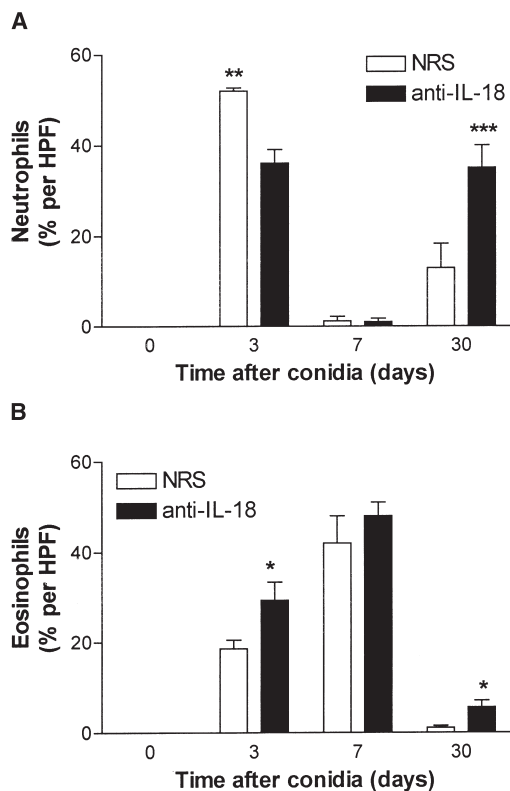 A
60
40
20
0
Neutrophils
(% per HPF)
**
***
NRS
anti-IL-18
0 3 7 30
Time after conidia (days)
B
60
40
20
0
Eosinophils
(% per HPF)
NRS
anti-IL-18
*
*
0 3 7 30
Time after conidia (days)